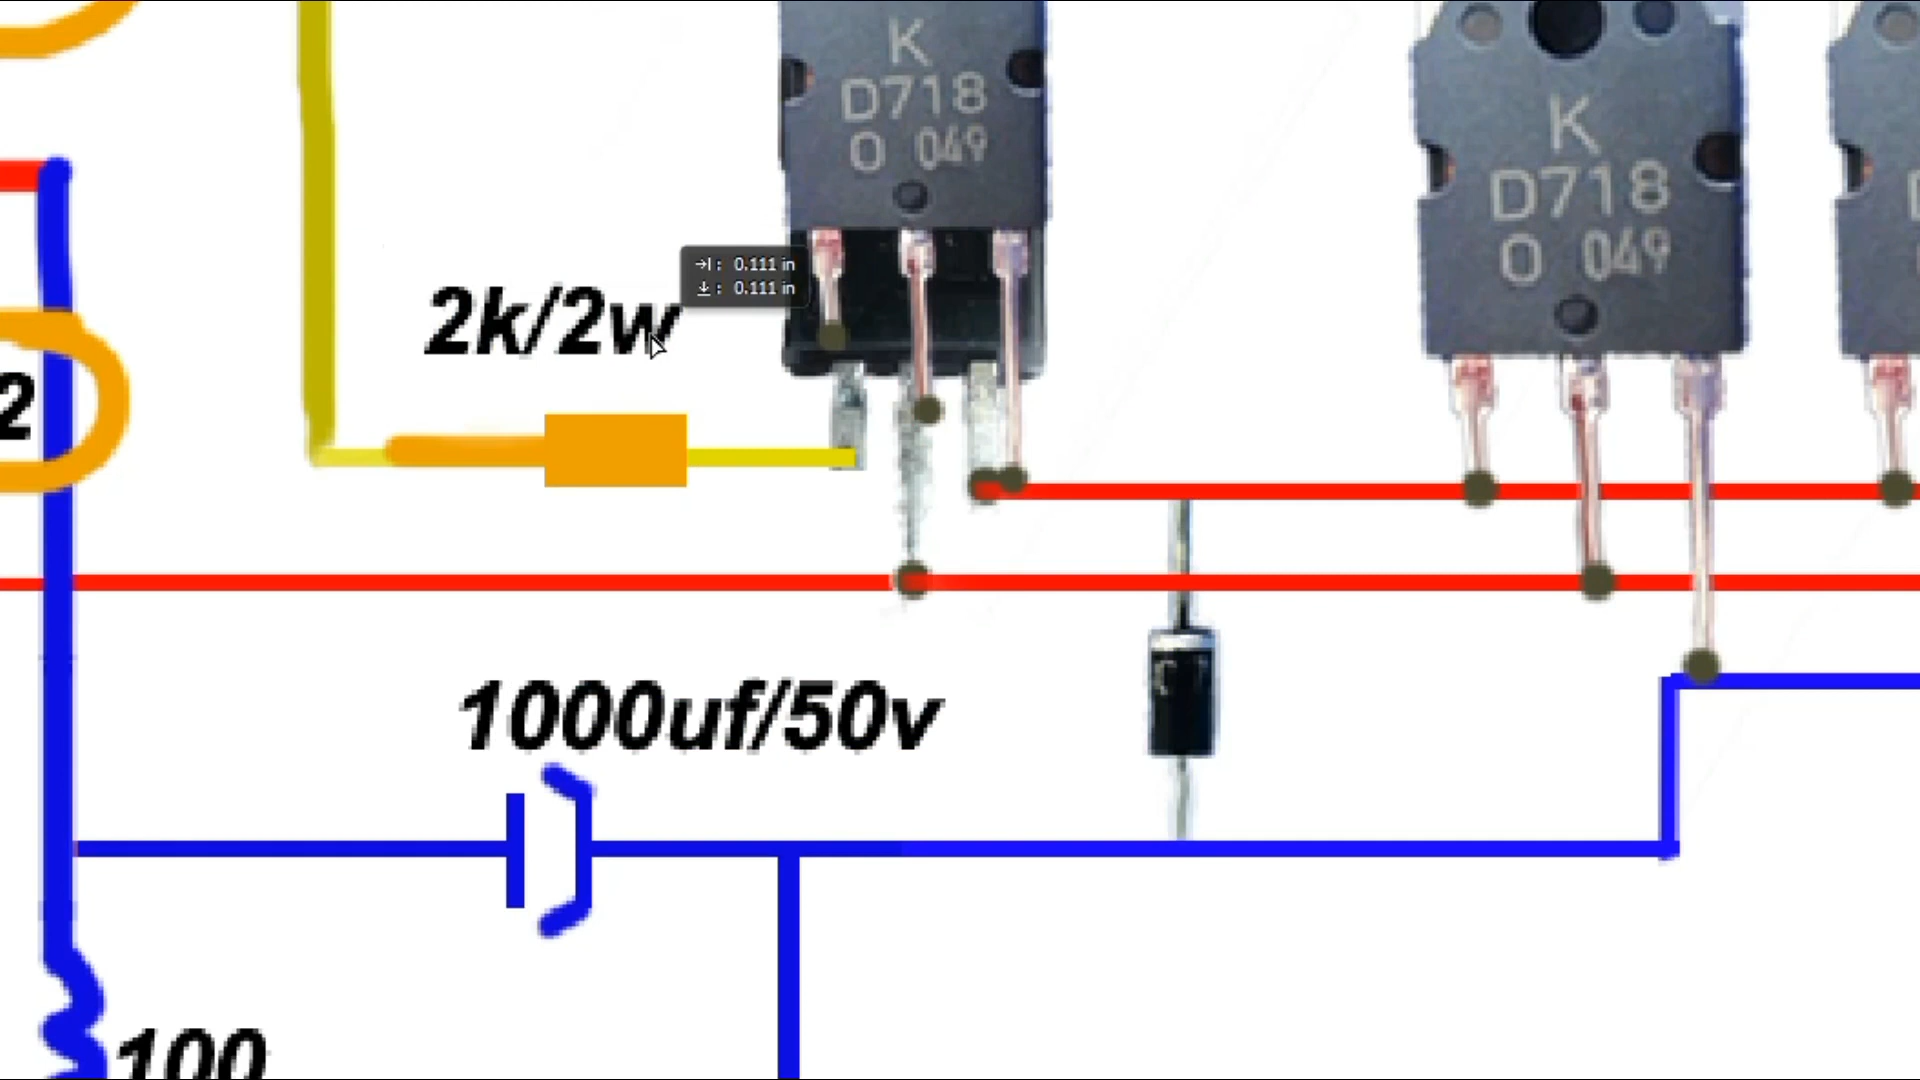 K
D718
O 049
K
D718
O 049
→I : 0.111 in
↓ : 0.111 in
2k/2w
2
1000uf/50v
100